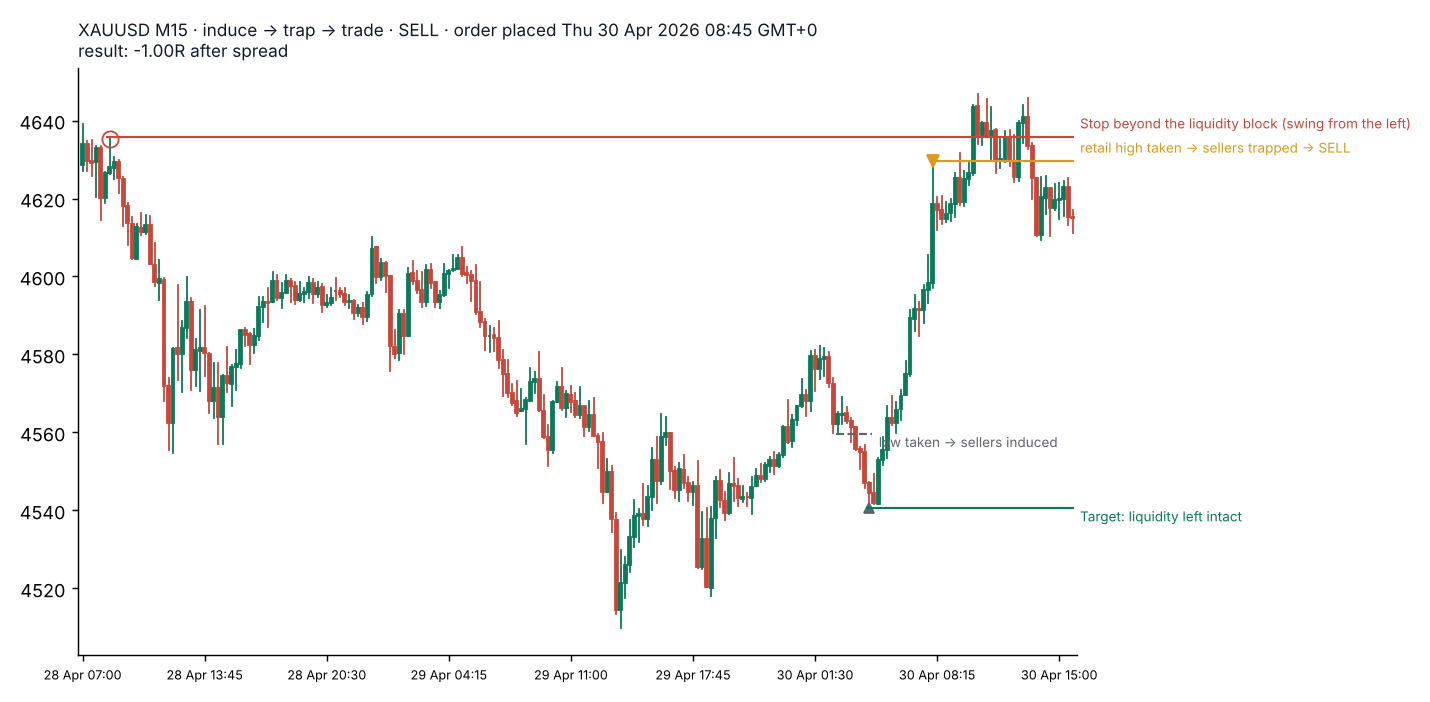 XAUUSD M15 · induce → trap → trade · SELL · order placed Thu 30 Apr 2026 08:45 GMT+0
result: -1.00R after spread
4640
Stop beyond the liquidity block (swing from the left)
retail high taken → sellers trapped → SELL
4620
4600
4580
4560
low taken → sellers induced
4540
Target: liquidity left intact
4520
28 Apr 07:00
28 Apr 13:45
28 Apr 20:30
29 Apr 04:15
29 Apr 11:00
29 Apr 17:45
30 Apr 01:30
30 Apr 08:15
30 Apr 15:00